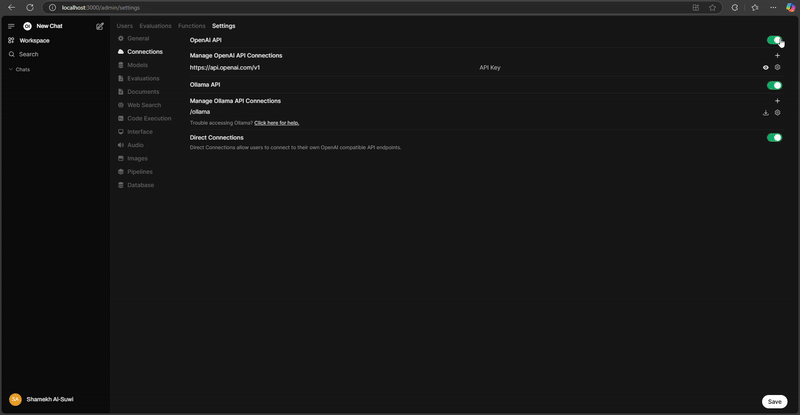 localhost:3000/admin/settings
New Chat
Workspace
Search
Chats
Users Evaluations Functions Settings
General
Connections
Models
Evaluations
Documents
Web Search
Code Execution
Interface
Audio
Images
Pipelines
Database
OpenAI API
Manage OpenAI API Connections
https://api.openai.com/v1 API Key
Ollama API
Manage Ollama API Connections
/ollama
Trouble accessing Ollama? Click here for help.
Direct Connections
Direct Connections allow users to connect to their own OpenAI compatible API endpoints.
SA Shamekh Al-Suwi
Save